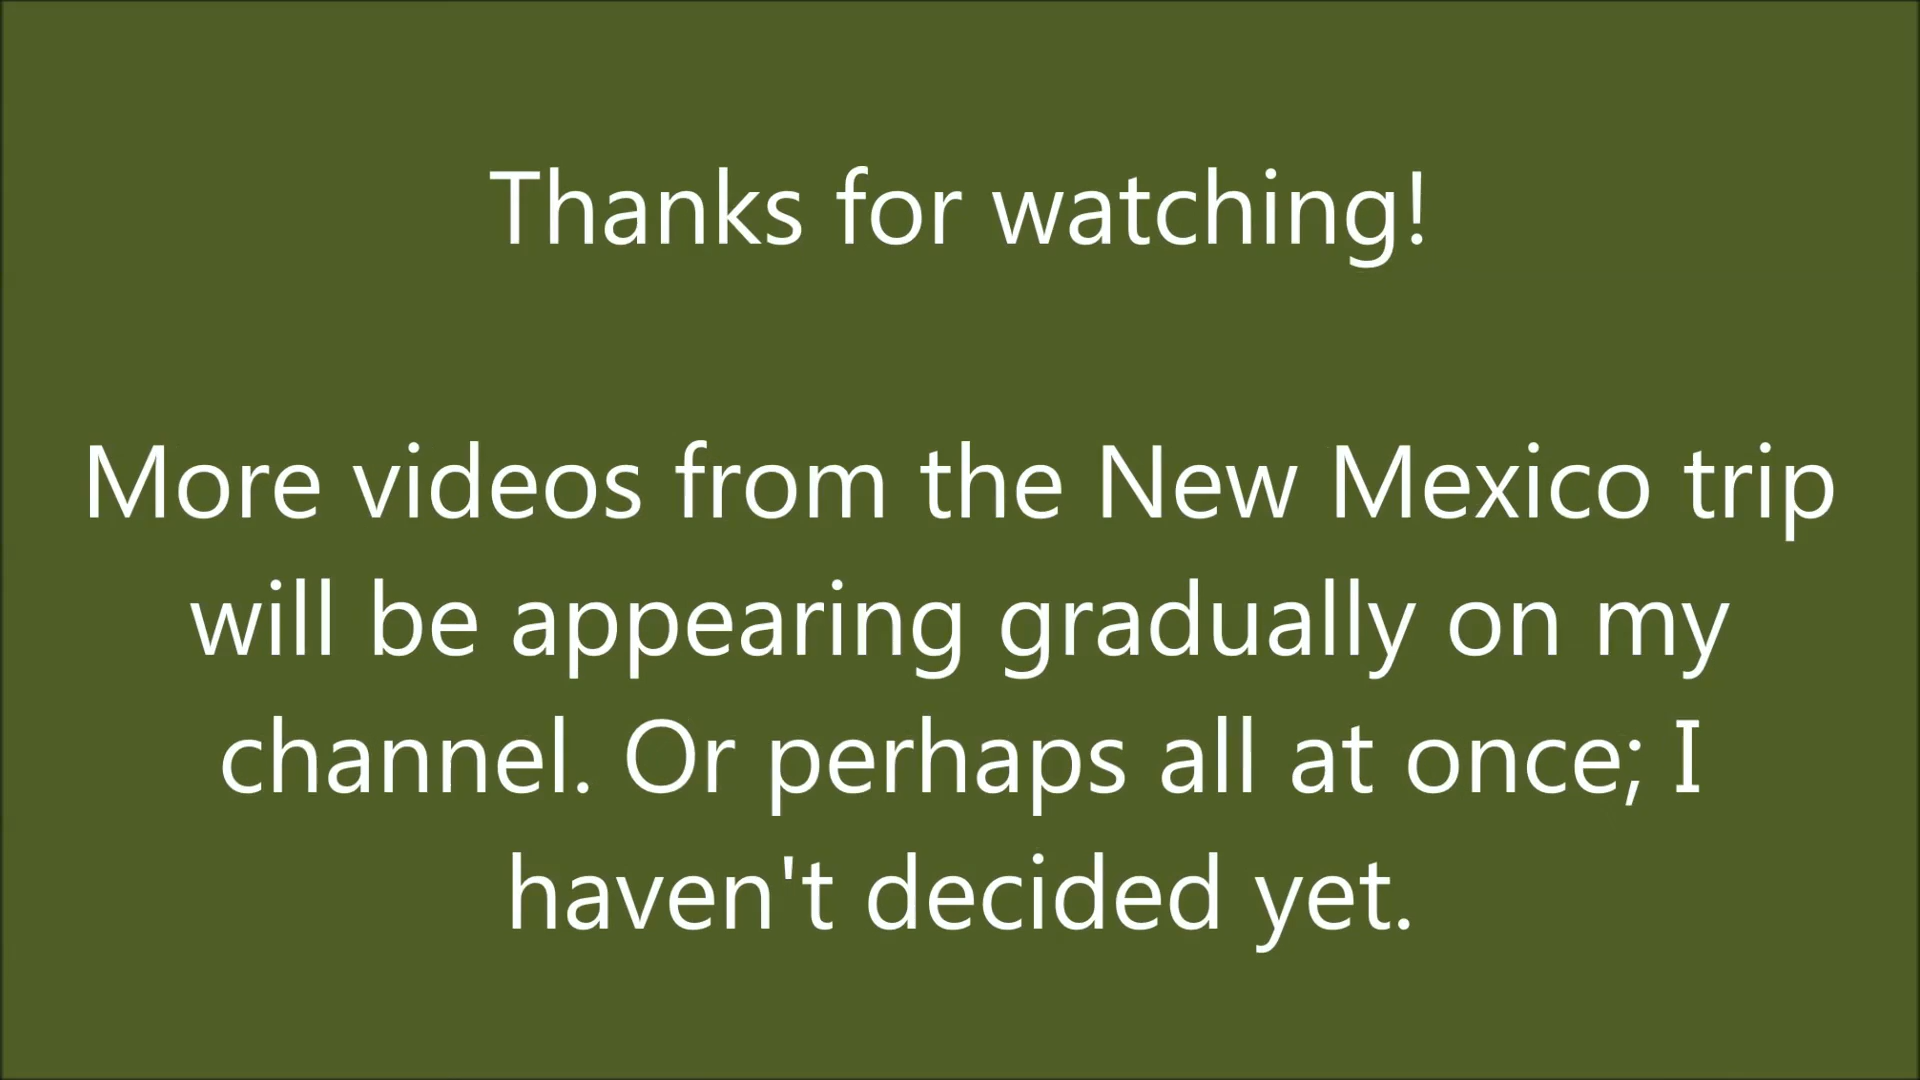 Thanks for watching!
More videos from the New Mexico trip
will be appearing gradually on my
channel. Or perhaps all at once; I
haven't decided yet.